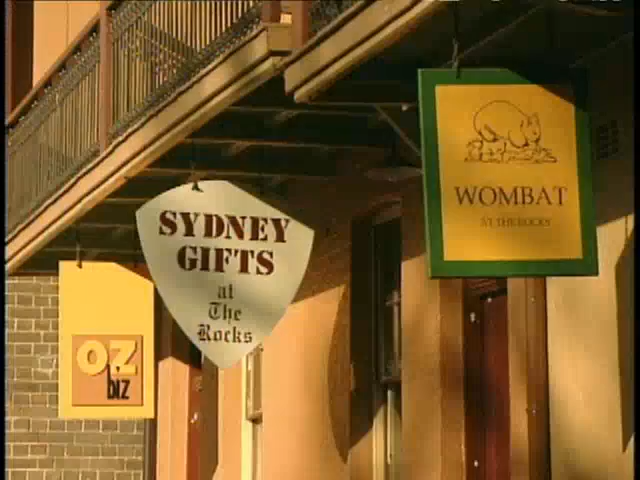 OZ
biz
SYDNEY
GIFTS
at
The
Rocks
WOMBAT
AT THE ROCKS